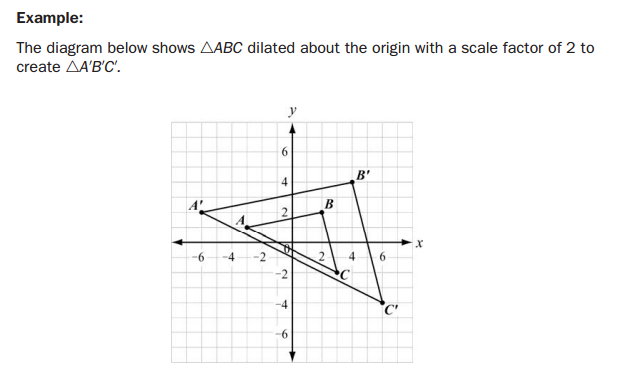 Example:
The diagram below shows △ABC dilated about the origin with a scale factor of 2 to
create △A′B′C′.
y
6
4
B'
A'
B
2
A
x
-6 -4 -2 0 2 4 6
-2
C
-4
C'
-6